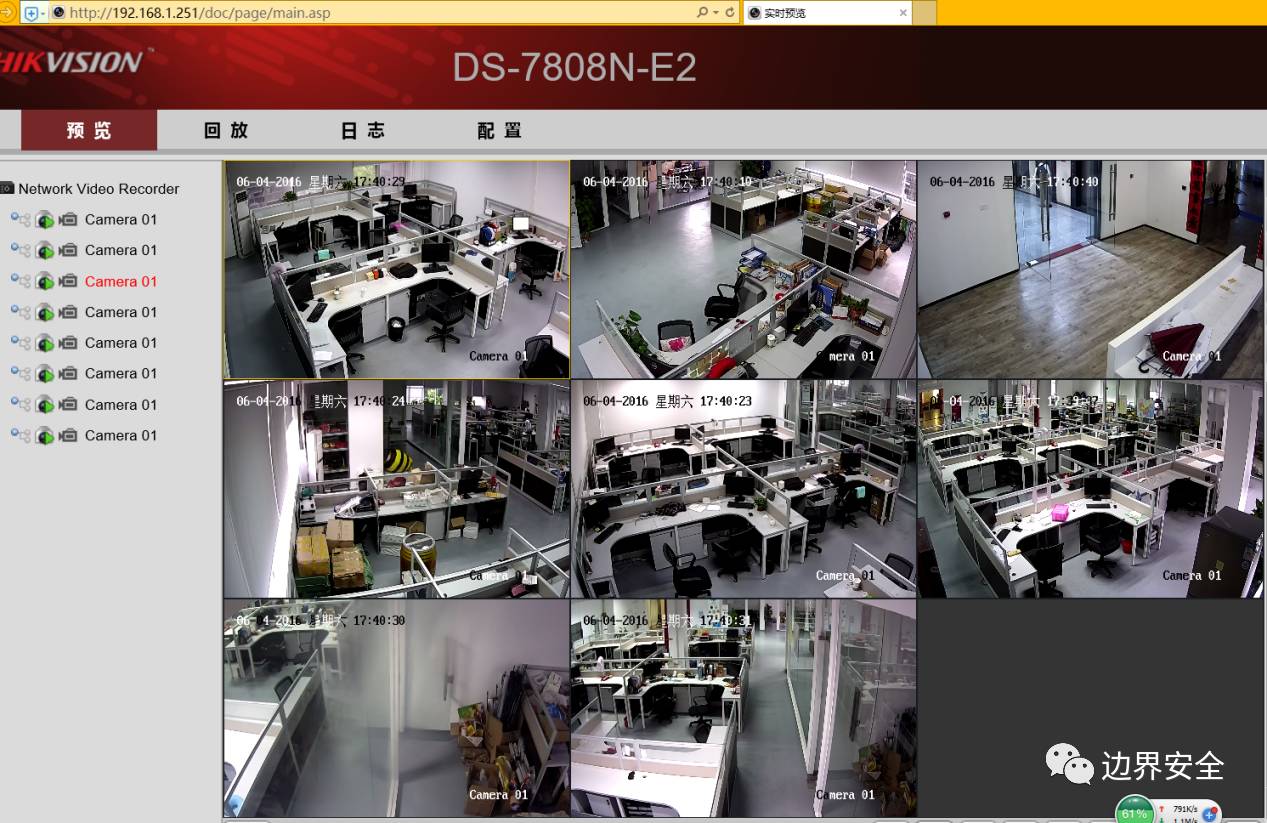 http://192.168.1.251/doc/page/main.asp
实时预览
HIKVISION
DS-7808N-E2
预览 回放 日志 配置
Network Video Recorder
Camera 01
Camera 01
Camera 01
Camera 01
Camera 01
Camera 01
Camera 01
Camera 01
06-04-2016 星期六 17:40:29
Camera 01
06-04-2016 星期六 17:40:19
mera 01
06-04-2016 星期六 17:40:40
Camera 01
06-04-2016 星期六 17:40:24
Camera 01
06-04-2016 星期六 17:40:23
Camera 01
06-04-2016 星期六
Camera 01
06-04-2016 星期六 17:40:30
Camera 01
06-04-2016 星期六 17:40:31
Camera 01
边界安全
61%
791K/s
1.1M/s